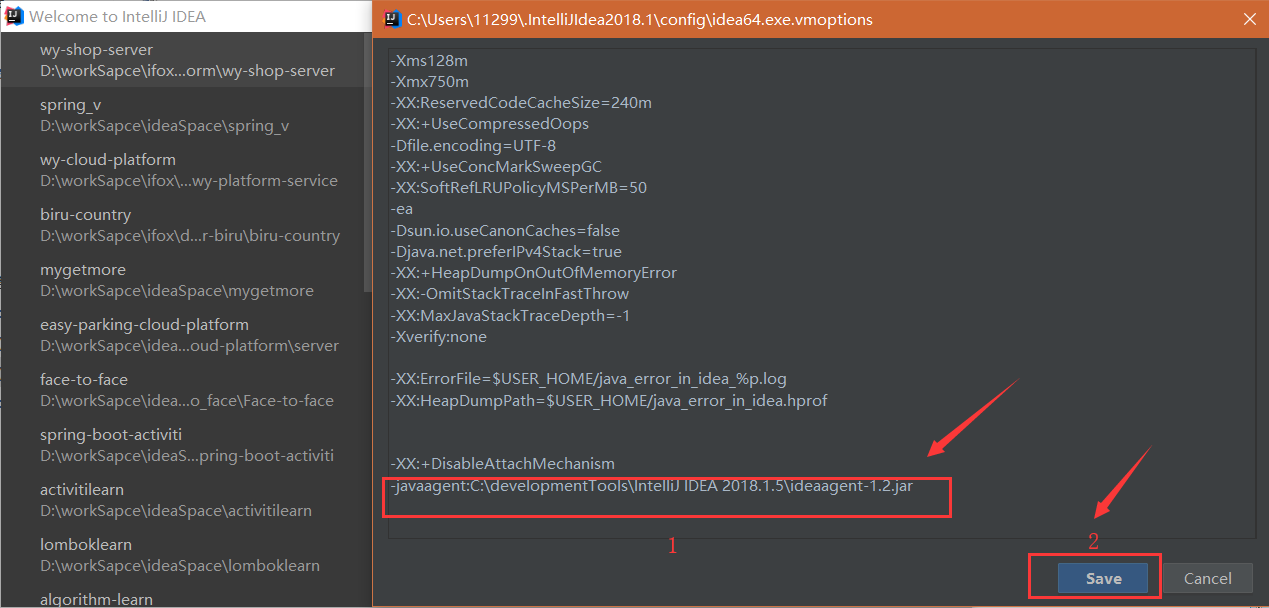 Welcome to IntelliJ IDEA
wy-shop-server
D:\workSapce\ifox...orm\wy-shop-server
spring_v
D:\workSapce\ideaSpace\spring_v
wy-cloud-platform
D:\workSapce\ifox\...wy-platform-service
biru-country
D:\workSapce\ifox\d...r-biru\biru-country
mygetmore
D:\workSapce\ideaSpace\mygetmore
easy-parking-cloud-platform
D:\workSapce\idea...oud-platform\server
face-to-face
D:\workSapce\idea...o_face\Face-to-face
spring-boot-activiti
D:\workSapce\ideaS...pring-boot-activiti
activitilearn
D:\workSapce\ideaSpace\activitilearn
lomboklearn
D:\workSapce\ideaSpace\lomboklearn
algorithm-learn
C:\Users\11299\.IntelliJIdea2018.1\config\idea64.exe.vmoptions
-Xms128m
-Xmx750m
-XX:ReservedCodeCacheSize=240m
-XX:+UseCompressedOops
-Dfile.encoding=UTF-8
-XX:+UseConcMarkSweepGC
-XX:SoftRefLRUPolicyMSPerMB=50
-ea
-Dsun.io.useCanonCaches=false
-Djava.net.preferIPv4Stack=true
-XX:+HeapDumpOnOutOfMemoryError
-XX:-OmitStackTraceInFastThrow
-XX:MaxJavaStackTraceDepth=-1
-Xverify:none
-XX:ErrorFile=$USER_HOME/java_error_in_idea_%p.log
-XX:HeapDumpPath=$USER_HOME/java_error_in_idea.hprof
-XX:+DisableAttachMechanism
-javaagent:C:\developmentTools\IntelliJ IDEA 2018.1.5\ideaagent-1.2.jar
1
2
Save
Cancel